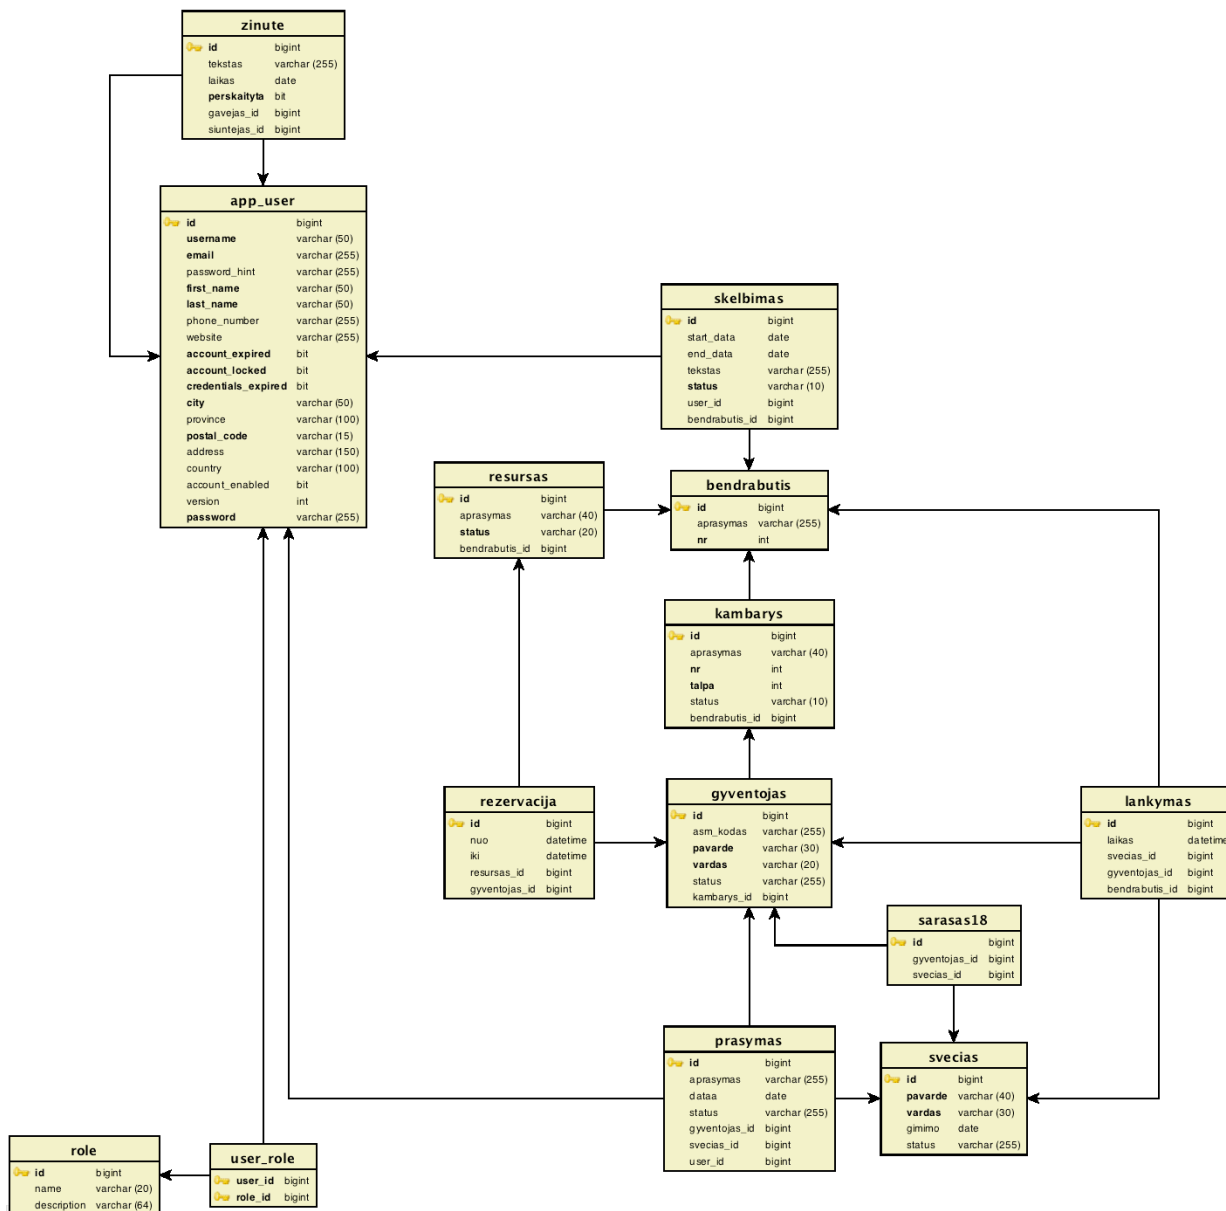 zinute
id bigint
tekstas varchar (255)
laikas date
perskaityta bit
gavejas_id bigint
siuntejas_id bigint
app_user
id bigint
username varchar (50)
email varchar (255)
password_hint varchar (255)
first_name varchar (50)
last_name varchar (50)
phone_number varchar (255)
website varchar (255)
account_expired bit
account_locked bit
credentials_expired bit
city varchar (50)
province varchar (100)
postal_code varchar (15)
address varchar (150)
country varchar (100)
account_enabled bit
version int
password varchar (255)
skelbimas
id bigint
start_data date
end_data date
tekstas varchar (255)
status varchar (10)
user_id bigint
bendrabutis_id bigint
resursas
id bigint
aprasymas varchar (40)
status varchar (20)
bendrabutis_id bigint
bendrabutis
id bigint
aprasymas varchar (255)
nr int
kambarys
id bigint
aprasymas varchar (40)
nr int
talpa int
status varchar (10)
bendrabutis_id bigint
rezervacija
id bigint
nuo datetime
iki datetime
resursas_id bigint
gyventojas_id bigint
gyventojas
id bigint
asm_kodas varchar (255)
pavarde varchar (30)
vardas varchar (20)
status varchar (255)
kambarys_id bigint
lankymas
id bigint
laikas datetime
svecias_id bigint
gyventojas_id bigint
bendrabutis_id bigint
sarasas18
id bigint
gyventojas_id bigint
svecias_id bigint
prasymas
id bigint
aprasymas varchar (255)
dataa date
status varchar (255)
gyventojas_id bigint
svecias_id bigint
user_id bigint
svecias
id bigint
pavarde varchar (40)
vardas varchar (30)
gimimo date
status varchar (255)
role
id bigint
name varchar (20)
description varchar (64)
user_role
user_id bigint
role_id bigint